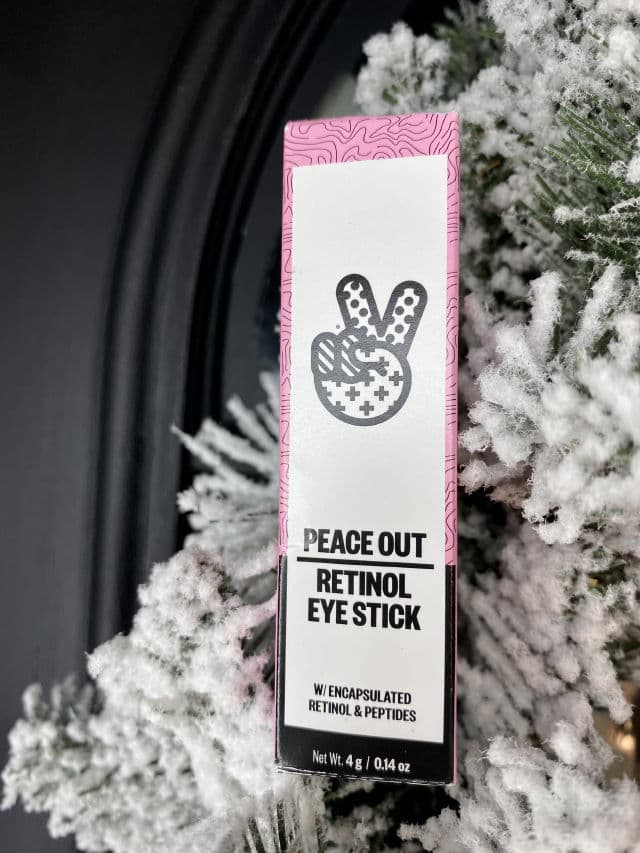 PEACE OUT
RETINOL
EYE STICK
W/ ENCAPSULATED
RETINOL & PEPTIDES
Net Wt. 4 g / 0.14 oz